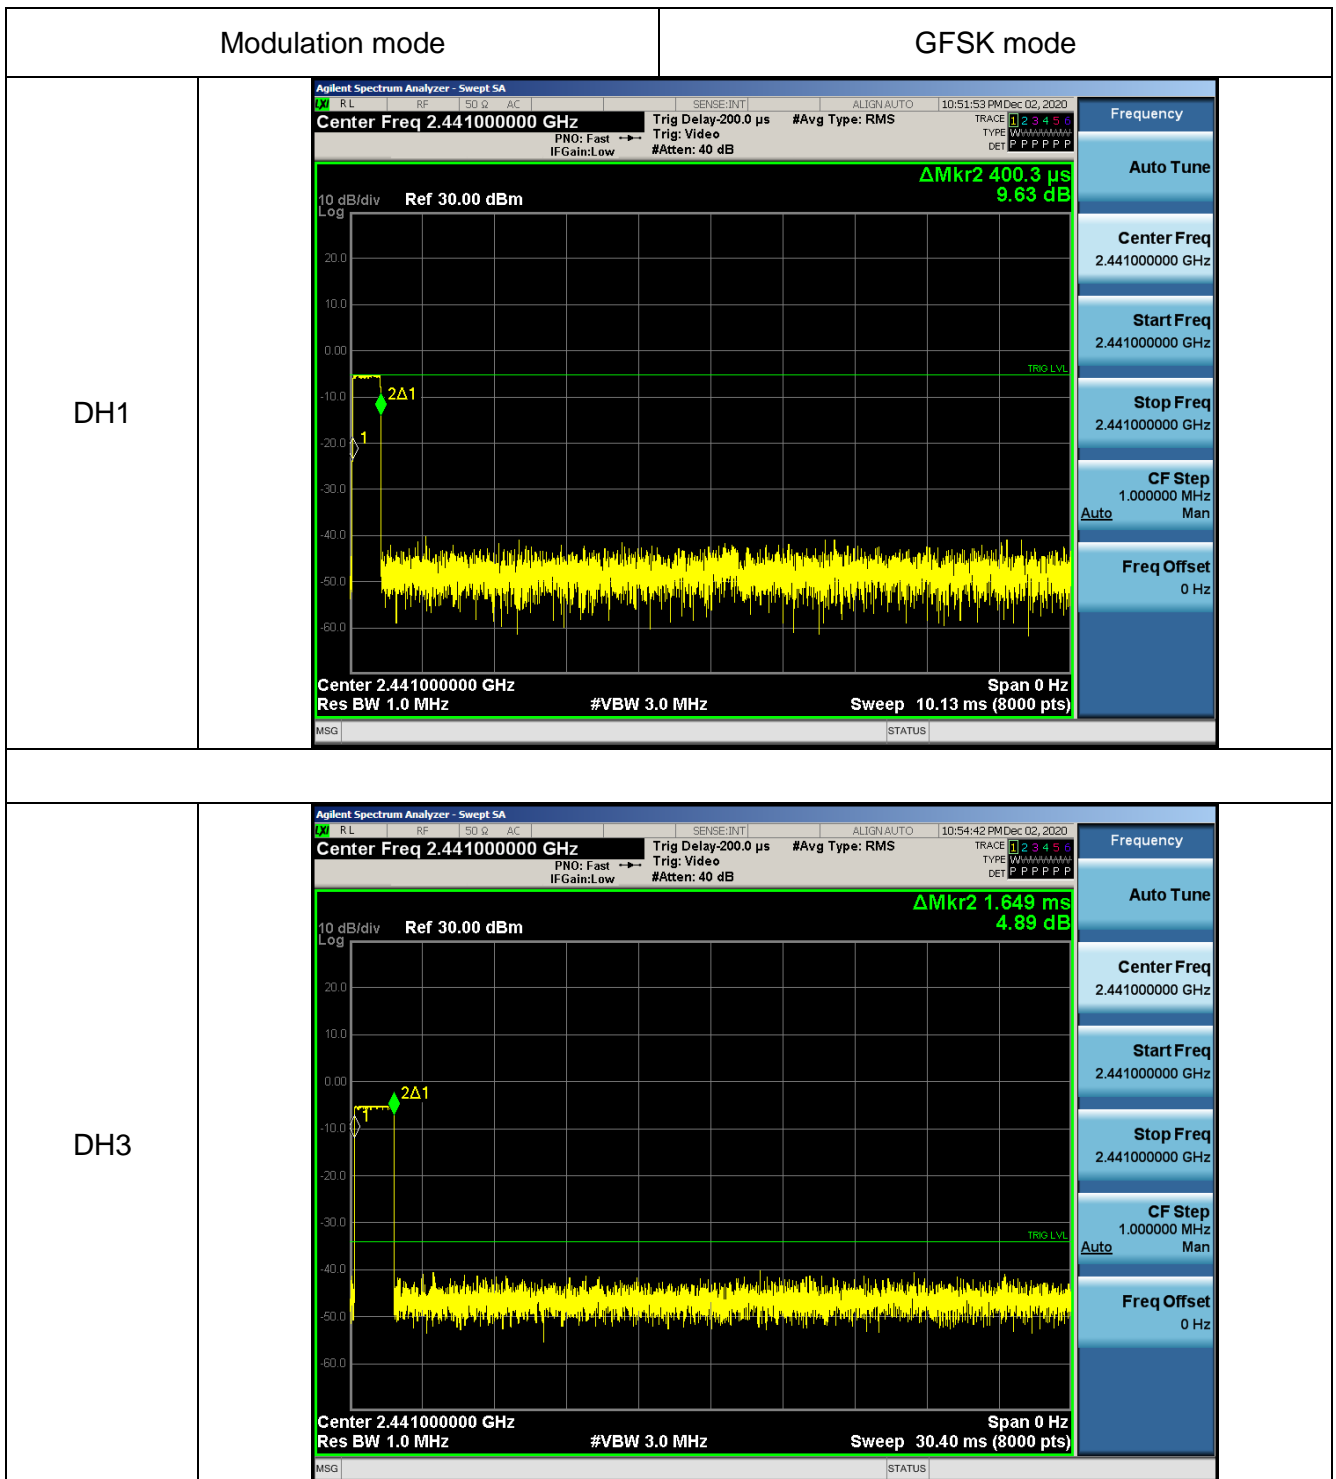 Modulation mode GFSK mode
DH1
Agilent Spectrum Analyzer - Swept SA
LXI RL RF 50 Ω AC SENSE:INT ALIGN AUTO 10:51:53 PM Dec 02, 2020
Center Freq 2.441000000 GHz Trig Delay-200.0 µs #Avg Type: RMS TRACE 1 2 3 4 5 6
PNO: Fast Trig: Video TYPE WWWWWW
IFGain:Low #Atten: 40 dB DET P P P P P P
Frequency
Auto Tune
Center Freq
2.441000000 GHz
Start Freq
2.441000000 GHz
Stop Freq
2.441000000 GHz
CF Step
1.000000 MHz
Auto Man
Freq Offset
0 Hz
ΔMkr2 400.3 µs
9.63 dB
10 dB/div Ref 30.00 dBm
Log
20.0
10.0
0.00
TRIG LVL
-10.0
2Δ1
-20.0
1
-30.0
-40.0
-50.0
-60.0
Center 2.441000000 GHz Span 0 Hz
Res BW 1.0 MHz #VBW 3.0 MHz Sweep 10.13 ms (8000 pts)
MSG STATUS
DH3
Agilent Spectrum Analyzer - Swept SA
LXI RL RF 50 Ω AC SENSE:INT ALIGN AUTO 10:54:42 PM Dec 02, 2020
Center Freq 2.441000000 GHz Trig Delay-200.0 µs #Avg Type: RMS TRACE 1 2 3 4 5 6
PNO: Fast Trig: Video TYPE WWWWWW
IFGain:Low #Atten: 40 dB DET P P P P P P
Frequency
Auto Tune
Center Freq
2.441000000 GHz
Start Freq
2.441000000 GHz
Stop Freq
2.441000000 GHz
CF Step
1.000000 MHz
Auto Man
Freq Offset
0 Hz
ΔMkr2 1.649 ms
4.89 dB
10 dB/div Ref 30.00 dBm
Log
20.0
10.0
0.00
2Δ1
1
-10.0
-20.0
-30.0
TRIG LVL
-40.0
-50.0
-60.0
Center 2.441000000 GHz Span 0 Hz
Res BW 1.0 MHz #VBW 3.0 MHz Sweep 30.40 ms (8000 pts)
MSG STATUS